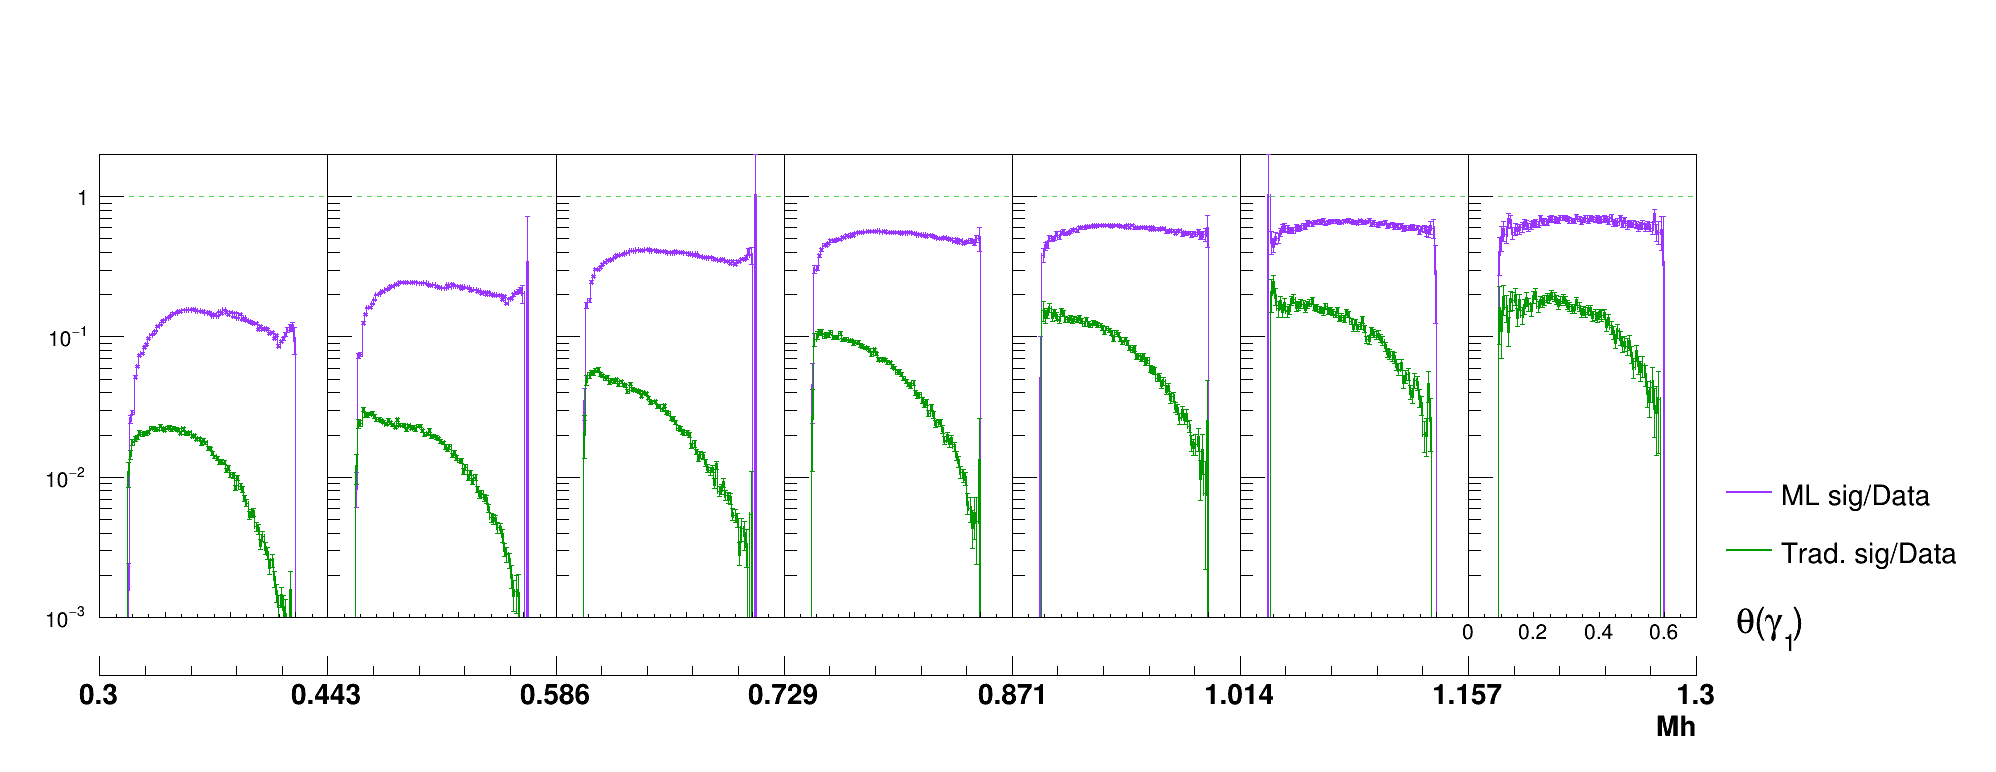 1
10⁻¹
10⁻²
10⁻³
ML sig/Data
Trad. sig/Data
0 0.2 0.4 0.6
θ(γ₁)
0.3 0.443 0.586 0.729 0.871 1.014 1.157 1.3
Mh